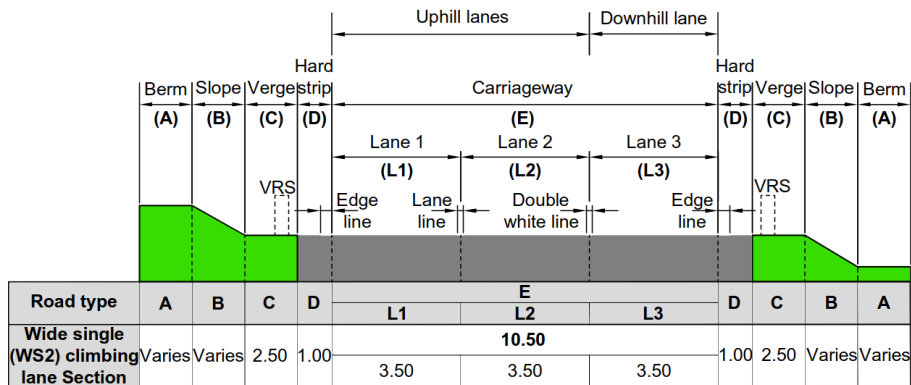 Uphill lanes Downhill lane
Hard Hard
Berm Slope Verge strip Carriageway strip Verge Slope Berm
(A) (B) (C) (D) (E) (D) (C) (B) (A)
Lane 1 Lane 2 Lane 3
(L1) (L2) (L3)
VRS Edge Lane Double Edge VRS
line line white line line
Road type A B C D E D C B A
L1 L2 L3
Wide single 10.50
(WS2) climbing Varies Varies 2.50 1.00 1.00 2.50 Varies Varies
lane Section 3.50 3.50 3.50